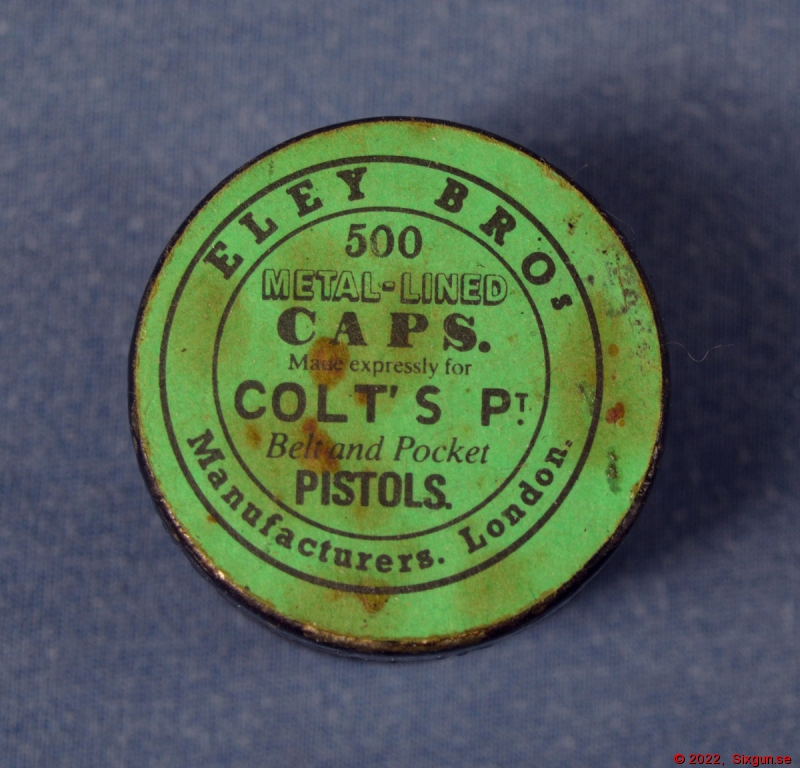 ELEY BROs
500
METAL-LINED
CAPS.
Made expressly for
COLT'S PT.
Belt and Pocket
PISTOLS.
Manufacturers. London.
© 2022, Sixgun.se